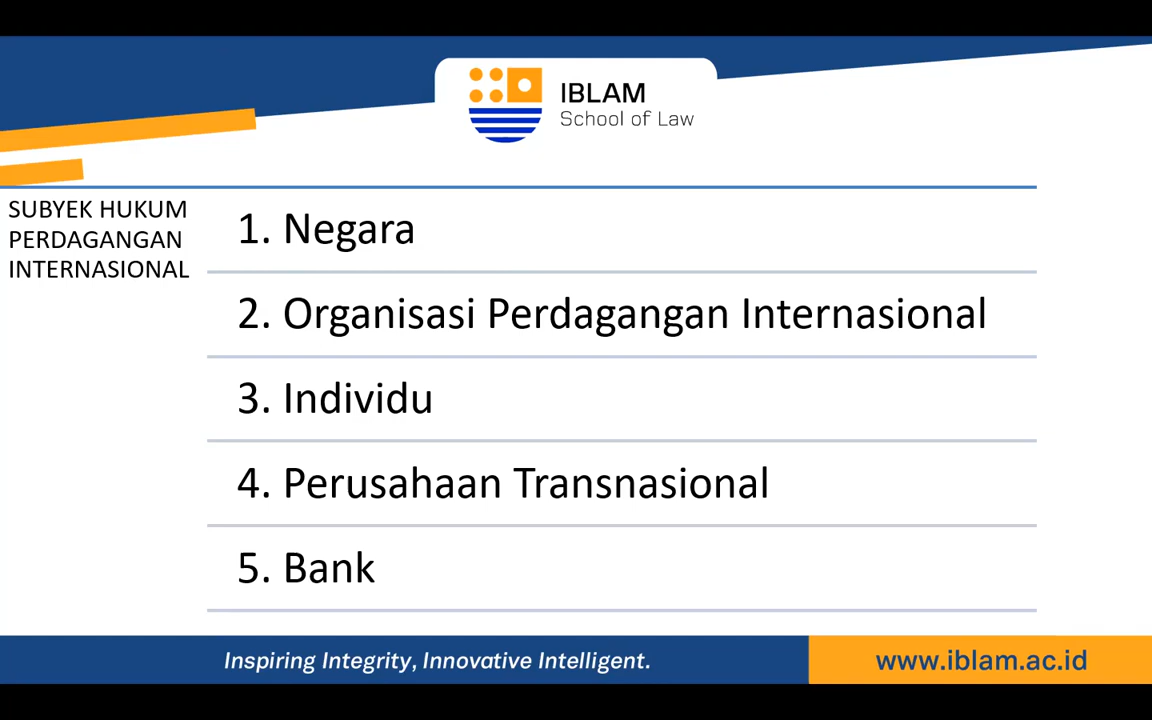 IBLAM
School of Law
SUBYEK HUKUM
PERDAGANGAN
INTERNASIONAL
1. Negara
2. Organisasi Perdagangan Internasional
3. Individu
4. Perusahaan Transnasional
5. Bank
Inspiring Integrity, Innovative Intelligent.
www.iblam.ac.id